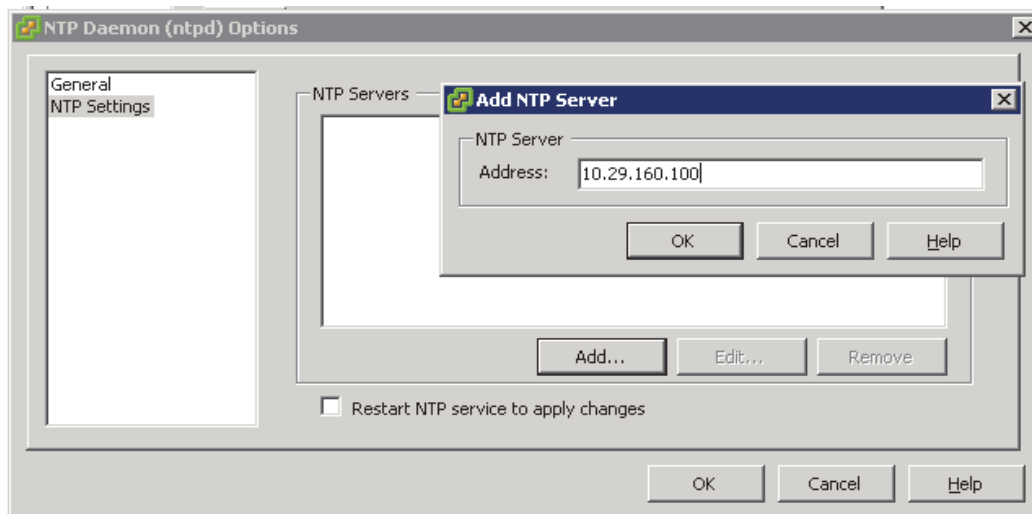 NTP Daemon (ntpd) Options
General
NTP Settings
NTP Servers
Add NTP Server
NTP Server
Address: 10.29.160.100
OK Cancel Help
Add... Edit... Remove
Restart NTP service to apply changes
OK Cancel Help